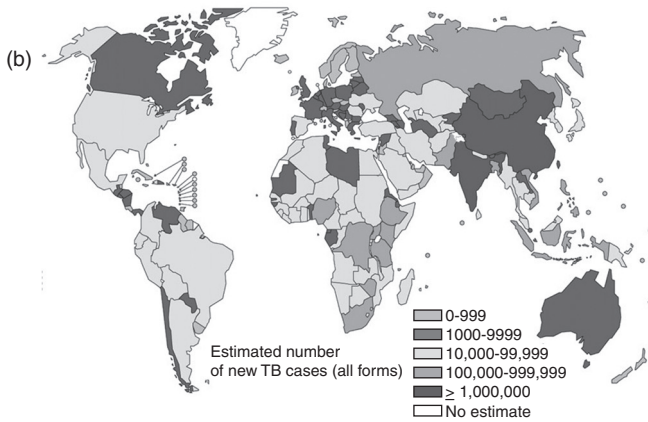 (b)
Estimated number
of new TB cases (all forms)
0-999
1000-9999
10,000-99,999
100,000-999,999
≥ 1,000,000
No estimate